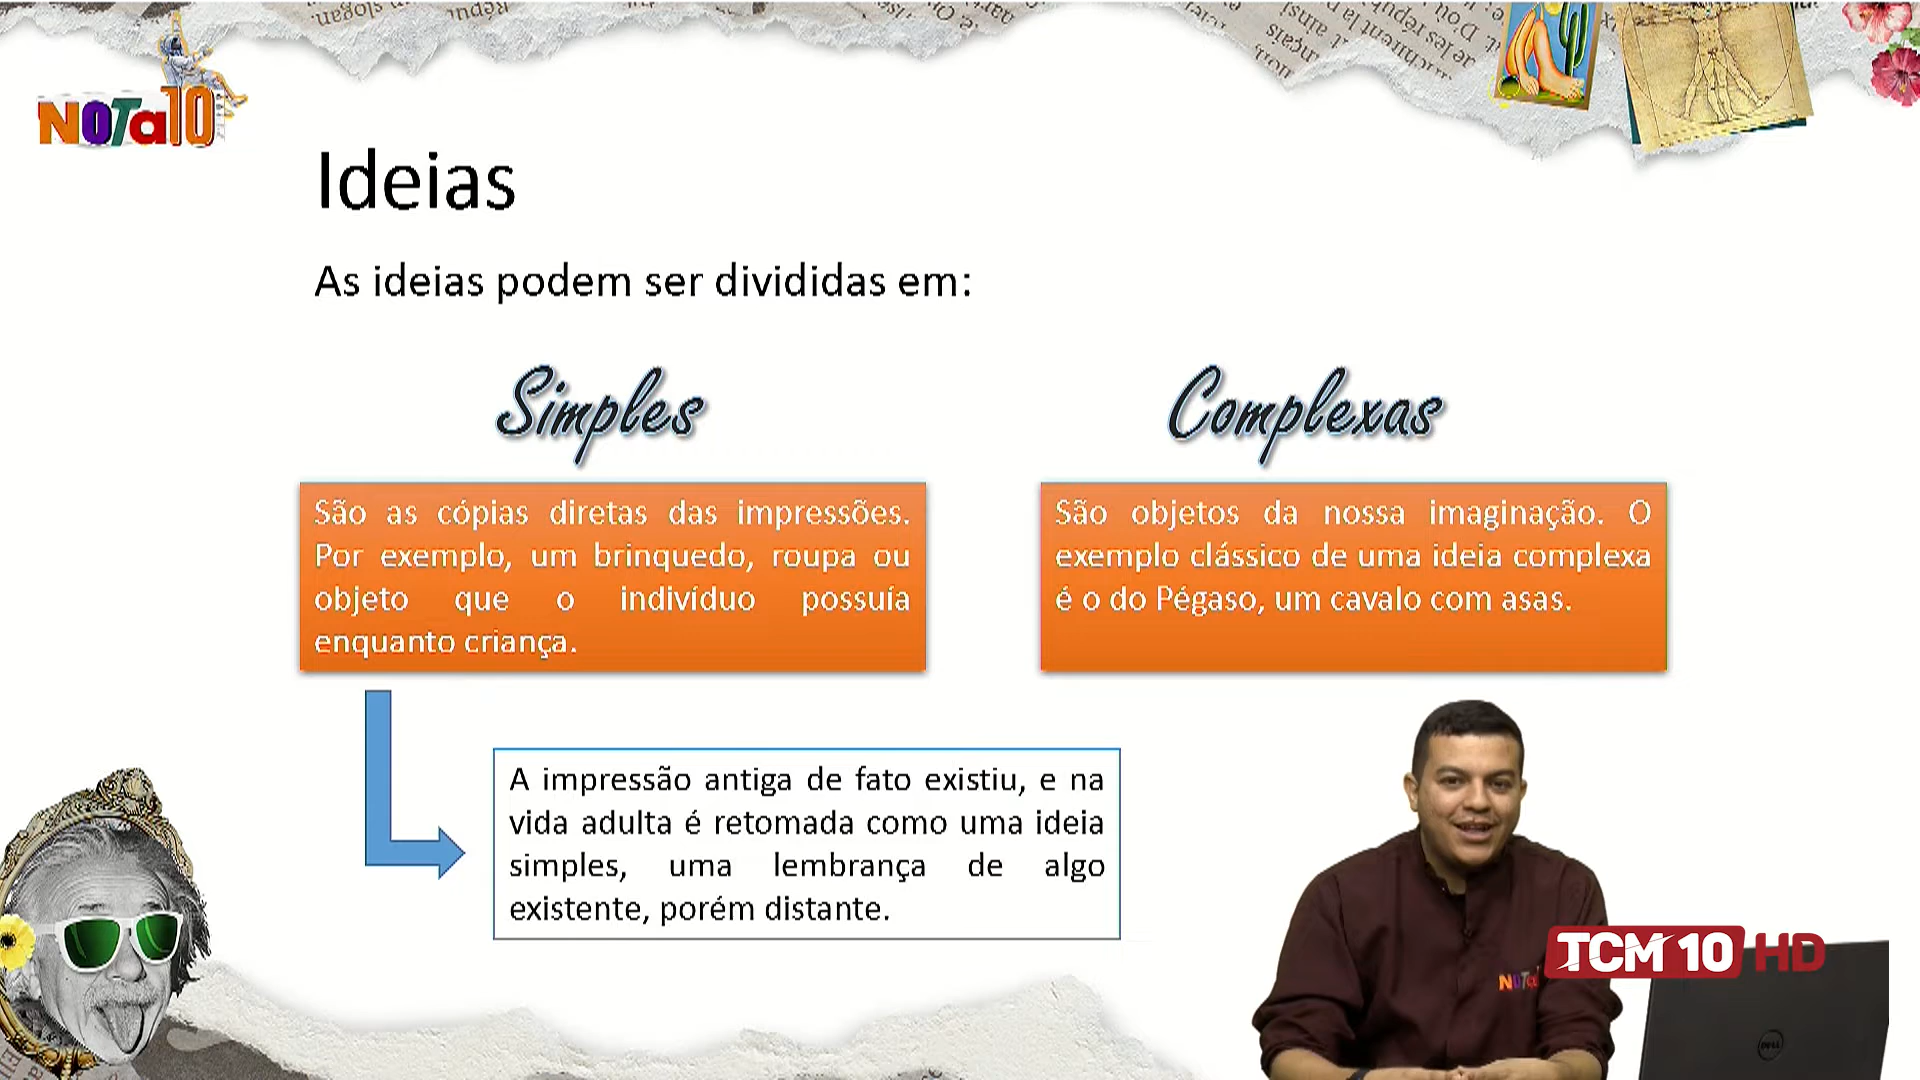 NOTa10
Ideias
As ideias podem ser divididas em:
Simples
Complexas
São as cópias diretas das impressões.
Por exemplo, um brinquedo, roupa ou
objeto que o indivíduo possuía
enquanto criança.
São objetos da nossa imaginação. O
exemplo clássico de uma ideia complexa
é o do Pégaso, um cavalo com asas.
A impressão antiga de fato existiu, e na
vida adulta é retomada como uma ideia
simples, uma lembrança de algo
existente, porém distante.
TCM 10 HD
NOTa
DELL